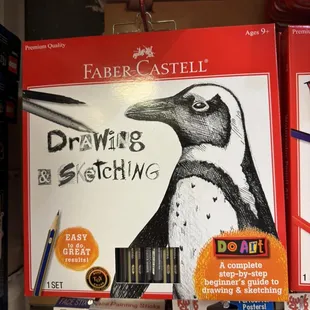 Premium Quality
Ages 9+
FABER-CASTELL
DRAWiNG
& SKETCHING
EASY
to do,
GREAT
results!
1 SET
DO ART!
A complete
step-by-step
beginner's guide to
drawing & sketching
Posters!